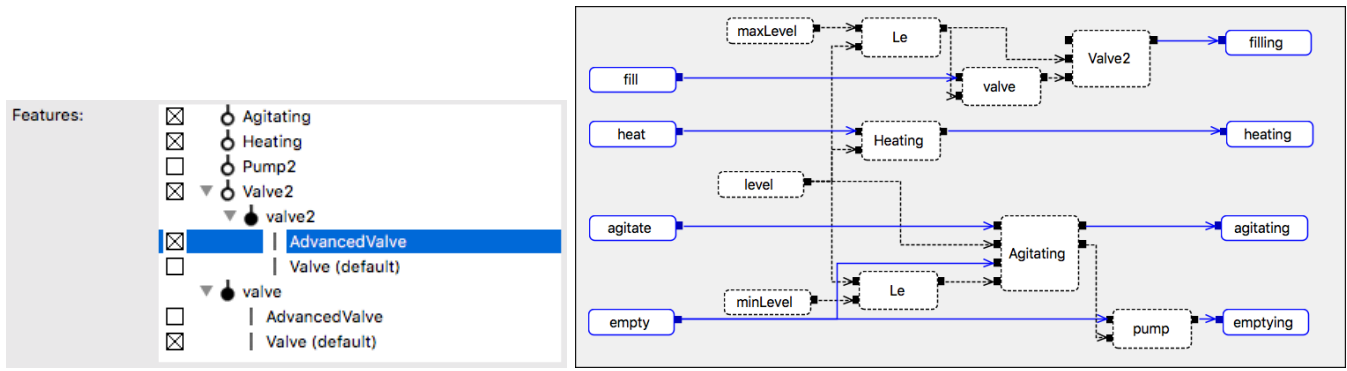 Features:
Agitating
Heating
Pump2
Valve2
valve2
AdvancedValve
Valve (default)
valve
AdvancedValve
Valve (default)
maxLevel
Le
Valve2
filling
fill
valve
heat
Heating
heating
level
agitate
Agitating
agitating
minLevel
Le
empty
pump
emptying